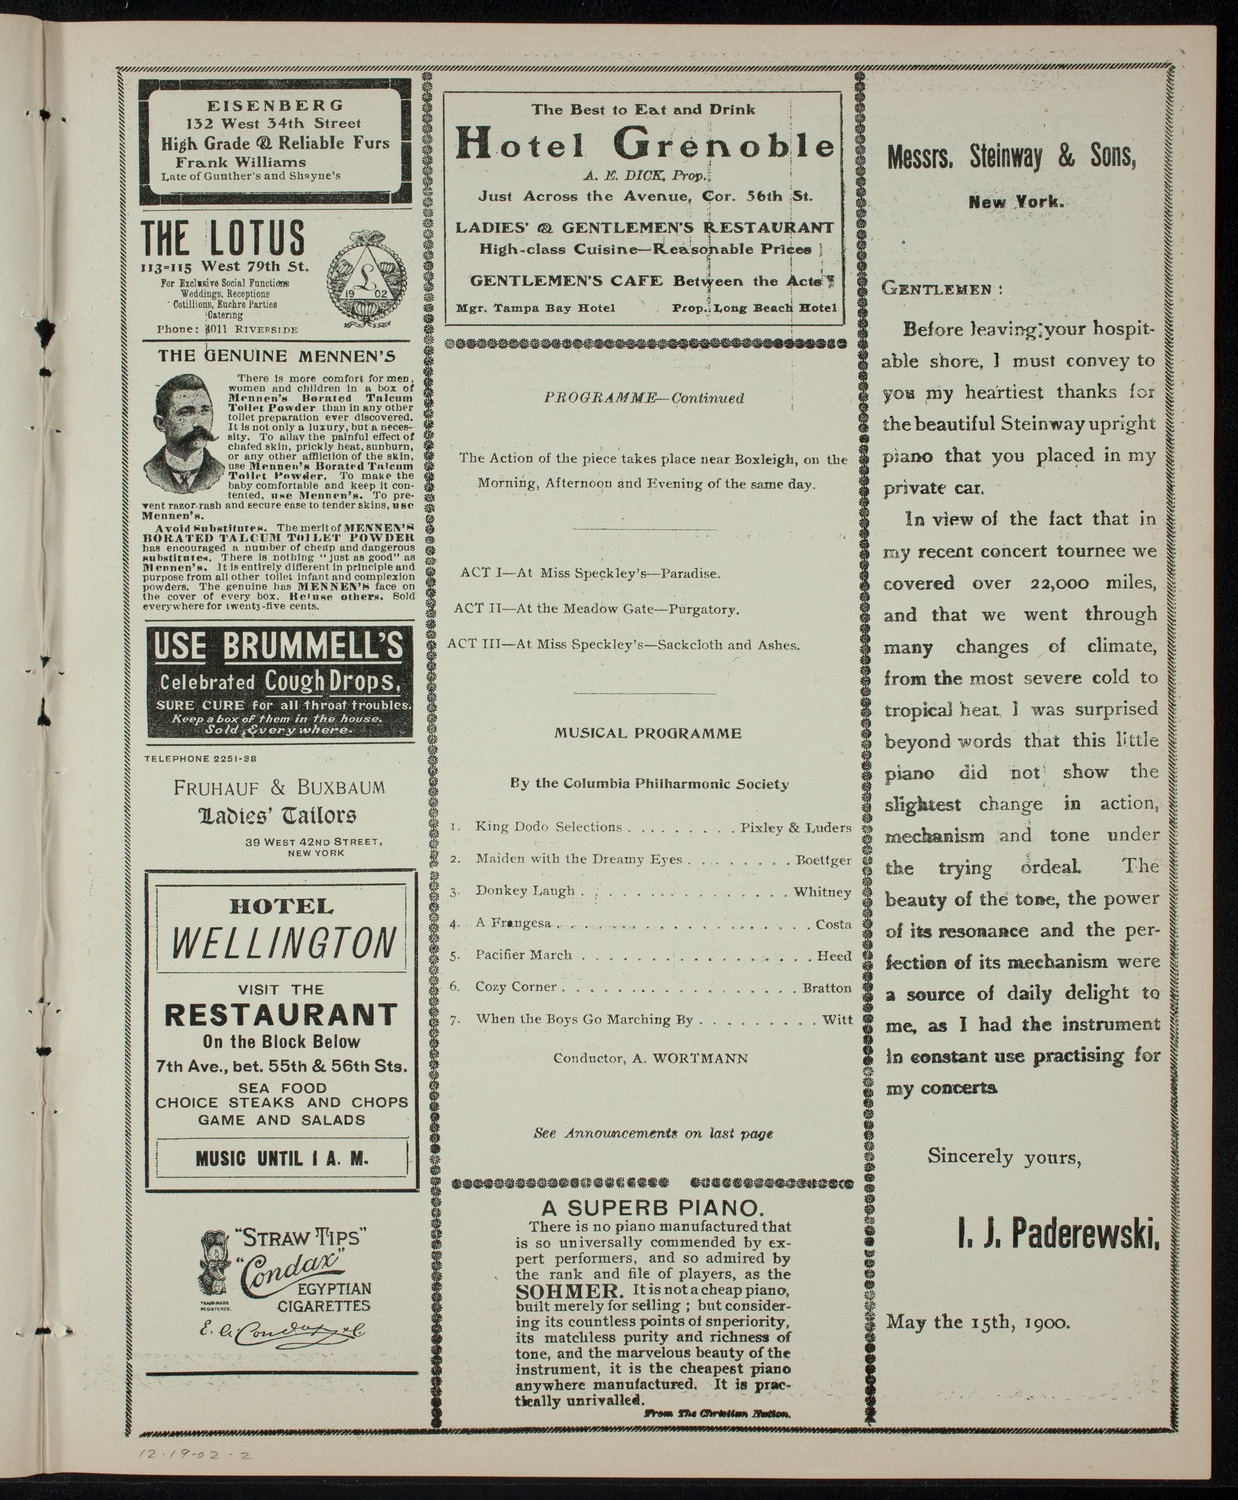 EISENBERG
132 West 34th Street
High Grade & Reliable Furs
Frank Williams
Late of Gunther's and Shayne's
THE LOTUS
113=115 West 79th St.
For Exclusive Social Functions
Weddings, Receptions
Cotillions, Euchre Parties
Catering
Phone: 4011 RIVERSIDE
L
19 02
THE GENUINE MENNEN'S
There is more comfort for men,
women and children in a box of
Mennen's Borated Talcum
Toilet Powder than in any other
toilet preparation ever discovered.
It is not only a luxury, but a neces-
sity. To allay the painful effect of
chafed skin, prickly heat, sunburn,
or any other affliction of the skin,
use Mennen's Borated Talcum
Toilet Powder. To make the
baby comfortable and keep it con-
tented, use Mennen's. To pre-
vent razor-rash and secure ease to tender skins, use
Mennen's.
Avoid Substitutes. The merit of MENNEN'S
BORATED TALCUM TOILET POWDER
has encouraged a number of cheap and dangerous
substitutes. There is nothing "just as good" as
Mennen's. It is entirely different in principle and
purpose from all other toilet infant and complexion
powders. The genuine has MENNEN'S face on
the cover of every box. Refuse others. Sold
everywhere for twenty-five cents.
USE BRUMMELL'S
Celebrated Cough Drops,
SURE CURE for all throat troubles.
Keep a box of them in the house.
Sold Everywhere.
TELEPHONE 2251-38
FRUHAUF & BUXBAUM
Ladies' Tailors
39 WEST 42ND STREET,
NEW YORK
HOTEL
WELLINGTON
VISIT THE
RESTAURANT
On the Block Below
7th Ave., bet. 55th & 56th Sts.
SEA FOOD
CHOICE STEAKS AND CHOPS
GAME AND SALADS
MUSIC UNTIL 1 A. M.
"STRAW TIPS"
"Condax"
EGYPTIAN
CIGARETTES
TRADE-MARK
REGISTERED.
E. A. Condax & Co.
12-19-02-2
The Best to Eat and Drink
Hotel Grenoble
A. E. DICK, Prop.
Just Across the Avenue, Cor. 56th St.
LADIES' & GENTLEMEN'S RESTAURANT
High-class Cuisine—Reasonable Prices
GENTLEMEN'S CAFE Between the Acts
Mgr. Tampa Bay Hotel Prop. Long Beach Hotel
PROGRAMME—Continued
The Action of the piece takes place near Boxleigh, on the
Morning, Afternoon and Evening of the same day.
ACT I—At Miss Speckley's—Paradise.
ACT II—At the Meadow Gate—Purgatory.
ACT III—At Miss Speckley's—Sackcloth and Ashes.
MUSICAL PROGRAMME
By the Columbia Philharmonic Society
1. King Dodo Selections . . . . . . . . . Pixley & Luders
2. Maiden with the Dreamy Eyes . . . . . . . . Boettger
3. Donkey Laugh . . . . . . . . . . . . . . . Whitney
4. A Frangesa . . . . . . . . . . . . . . . . . . . Costa
5. Pacifier March . . . . . . . . . . . . . . . . . Heed
6. Cozy Corner . . . . . . . . . . . . . . . . . Bratton
7. When the Boys Go Marching By . . . . . . . . . Witt
Conductor, A. WORTMANN
See Announcements on last page
A SUPERB PIANO.
There is no piano manufactured that
is so universally commended by ex-
pert performers, and so admired by
the rank and file of players, as the
SOHMER. It is not a cheap piano,
built merely for selling ; but consider-
ing its countless points of snperiority,
its matchless purity and richness of
tone, and the marvelous beauty of the
instrument, it is the cheapest piano
anywhere manufactured. It is prac-
tically unrivalled.
From The Christian Nation.
Messrs. Steinway & Sons,
New York.
GENTLEMEN :
Before leaving your hospit-
able shore, I must convey to
you my heartiest thanks for
the beautiful Steinway upright
piano that you placed in my
private car.
In view of the fact that in
my recent concert tournee we
covered over 22,000 miles,
and that we went through
many changes of climate,
from the most severe cold to
tropical heat, I was surprised
beyond words that this little
piano did not show the
slightest change in action,
mechanism and tone under
the trying ordeal. The
beauty of the tone, the power
of its resonance and the per-
fection of its mechanism were
a source of daily delight to
me, as I had the instrument
in constant use practising for
my concerts
Sincerely yours,
I. J. Paderewski.
May the 15th, 1900.